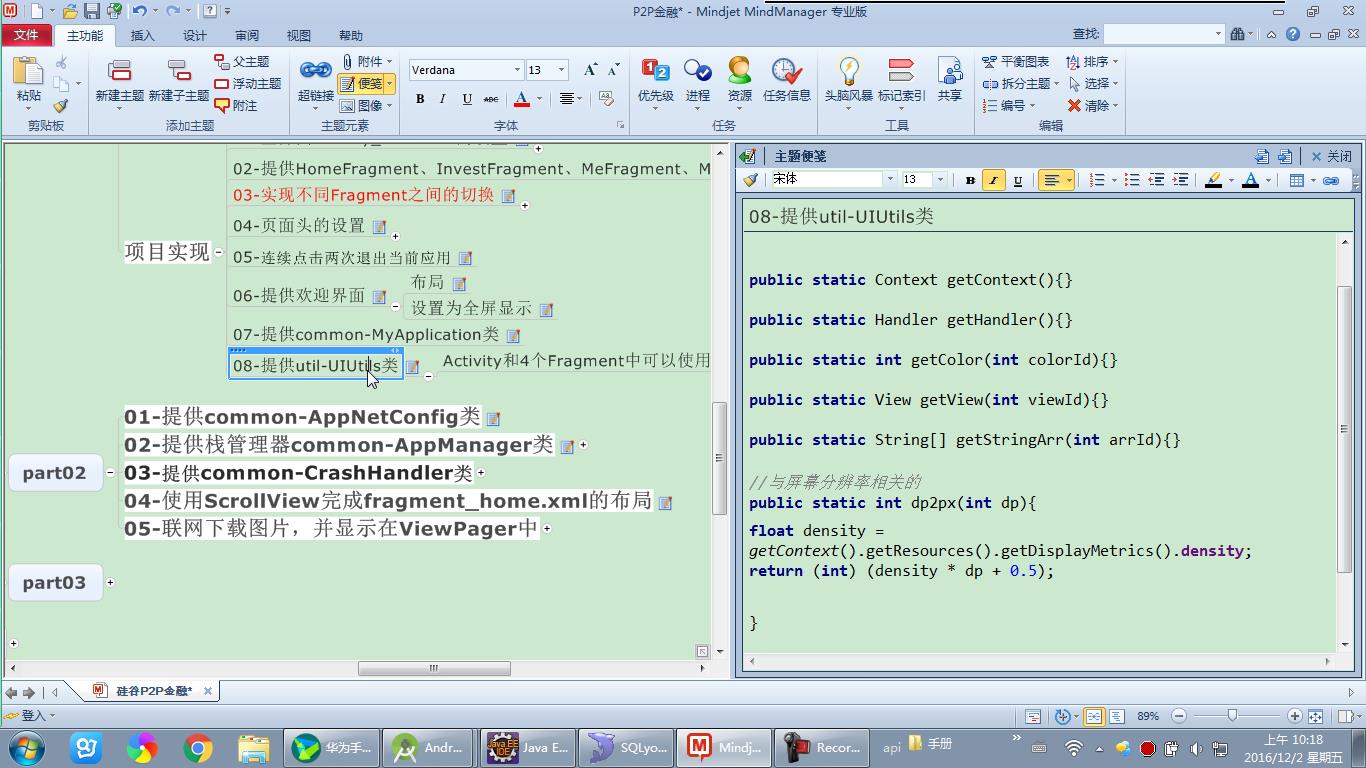 P2P金融* - Mindjet MindManager 专业版
文件 主功能 插入 设计 审阅 视图 帮助 查找:
粘贴 新建主题 新建子主题 父主题 浮动主题 附注 超链接 附件 便笺 图像
Verdana 13
B I U ABC A
优先级 进程 资源 任务信息 头脑风暴 标记索引 共享 平衡图表 拆分主题 编号 排序 选择 清除
剪贴板 添加主题 主题元素 字体 任务 工具 编辑
02-提供HomeFragment、InvestFragment、MeFragment、M
03-实现不同Fragment之间的切换
04-页面头的设置
项目实现
05-连续点击两次退出当前应用
06-提供欢迎界面
布局
设置为全屏显示
07-提供common-MyApplication类
08-提供util-UIUtils类
Activity和4个Fragment中可以使用
part02
01-提供common-AppNetConfig类
02-提供栈管理器common-AppManager类
03-提供common-CrashHandler类
04-使用ScrollView完成fragment_home.xml的布局
05-联网下载图片，并显示在ViewPager中
part03
主题便笺 关闭
宋体 13 B I U A
08-提供util-UIUtils类
public static Context getContext(){}
public static Handler getHandler(){}
public static int getColor(int colorId){}
public static View getView(int viewId){}
public static String[] getStringArr(int arrId){}
//与屏幕分辨率相关的
public static int dp2px(int dp){
float density =
getContext().getResources().getDisplayMetrics().density;
return (int) (density * dp + 0.5);
}
硅谷P2P金融*
登入 89%
华为手... Andr... Java E... SQLyo... Mindj... Recor... api 手册
上午 10:18
2016/12/2 星期五